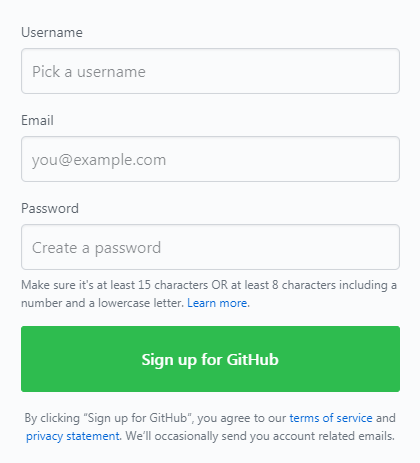 Username
Pick a username
Email
you@example.com
Password
Create a password
Make sure it's at least 15 characters OR at least 8 characters including a
number and a lowercase letter. Learn more.
Sign up for GitHub
By clicking “Sign up for GitHub”, you agree to our terms of service and
privacy statement. We’ll occasionally send you account related emails.